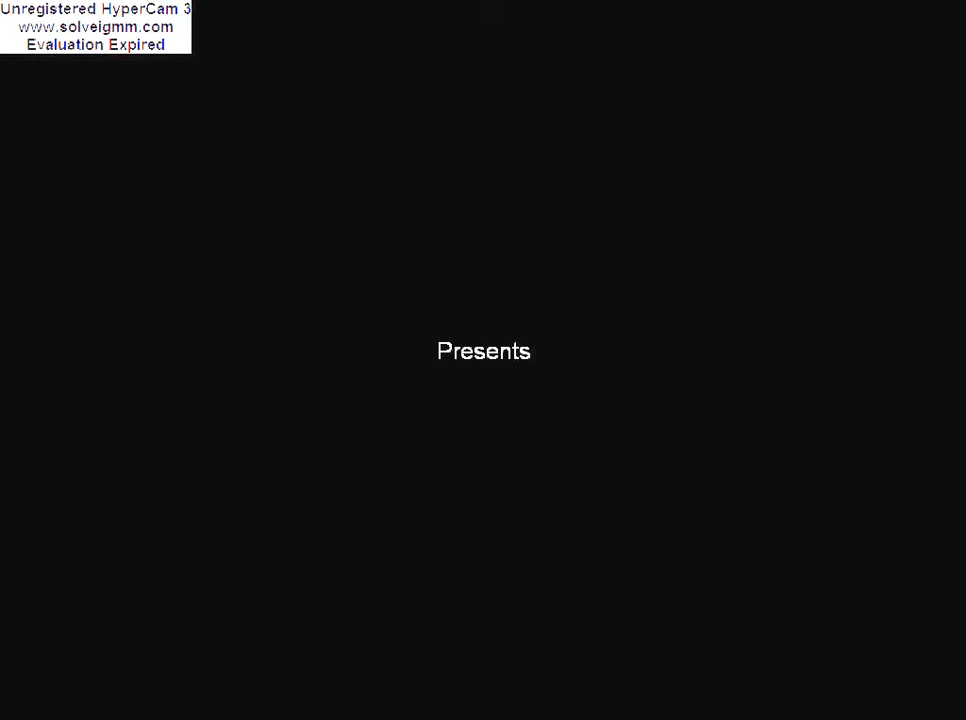 Unregistered HyperCam 3
www.solveigmm.com
Evaluation Expired
Presents